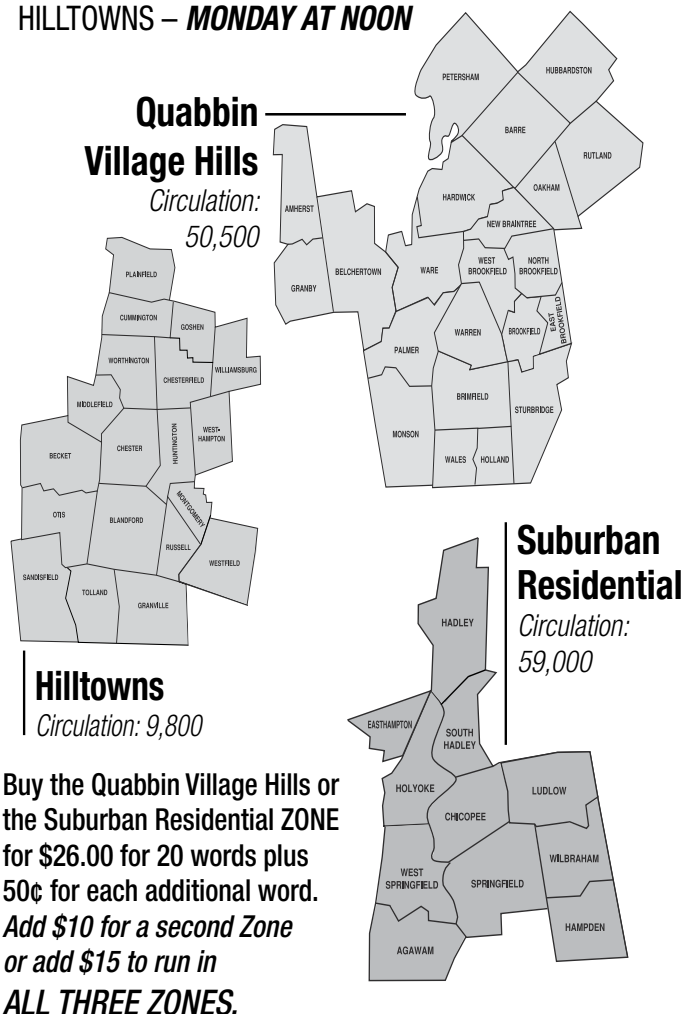 HILLTOWNS – MONDAY AT NOON
Quabbin
Village Hills
Circulation:
50,500
PETERSHAM
HUBBARDSTON
BARRE
RUTLAND
HARDWICK
OAKHAM
NEW BRAINTREE
AMHERST
GRANBY
BELCHERTOWN
WARE
WEST
BROOKFIELD
NORTH
BROOKFIELD
WARREN
BROOKFIELD
EAST
BROOKFIELD
PALMER
BRIMFIELD
STURBRIDGE
MONSON
WALES
HOLLAND
PLAINFIELD
CUMMINGTON
GOSHEN
WORTHINGTON
CHESTERFIELD
WILLIAMSBURG
MIDDLEFIELD
BECKET
CHESTER
HUNTINGTON
WEST-
HAMPTON
OTIS
BLANDFORD
MONTGOMERY
RUSSELL
WESTFIELD
SANDISFIELD
TOLLAND
GRANVILLE
Hilltowns
Circulation: 9,800
Suburban
Residential
Circulation:
59,000
HADLEY
EASTHAMPTON
SOUTH
HADLEY
HOLYOKE
CHICOPEE
LUDLOW
WEST
SPRINGFIELD
SPRINGFIELD
WILBRAHAM
HAMPDEN
AGAWAM
Buy the Quabbin Village Hills or
the Suburban Residential ZONE
for $26.00 for 20 words plus
50¢ for each additional word.
Add $10 for a second Zone
or add $15 to run in
ALL THREE ZONES.